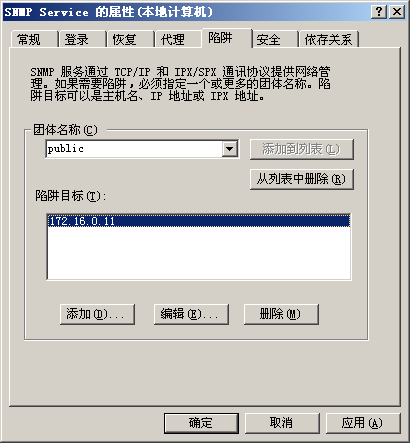 SNMP Service 的属性(本地计算机)
常规 登录 恢复 代理 陷阱 安全 依存关系
SNMP 服务通过 TCP/IP 和 IPX/SPX 通讯协议提供网络管
理。如果需要陷阱,必须指定一个或更多的团体名称。陷
阱目标可以是主机名、IP 地址或 IPX 地址。
团体名称(C)
public
添加到列表(L)
从列表中删除(R)
陷阱目标(T):
172.16.0.11
添加(D)... 编辑(E)... 删除(M)
确定 取消 应用(A)